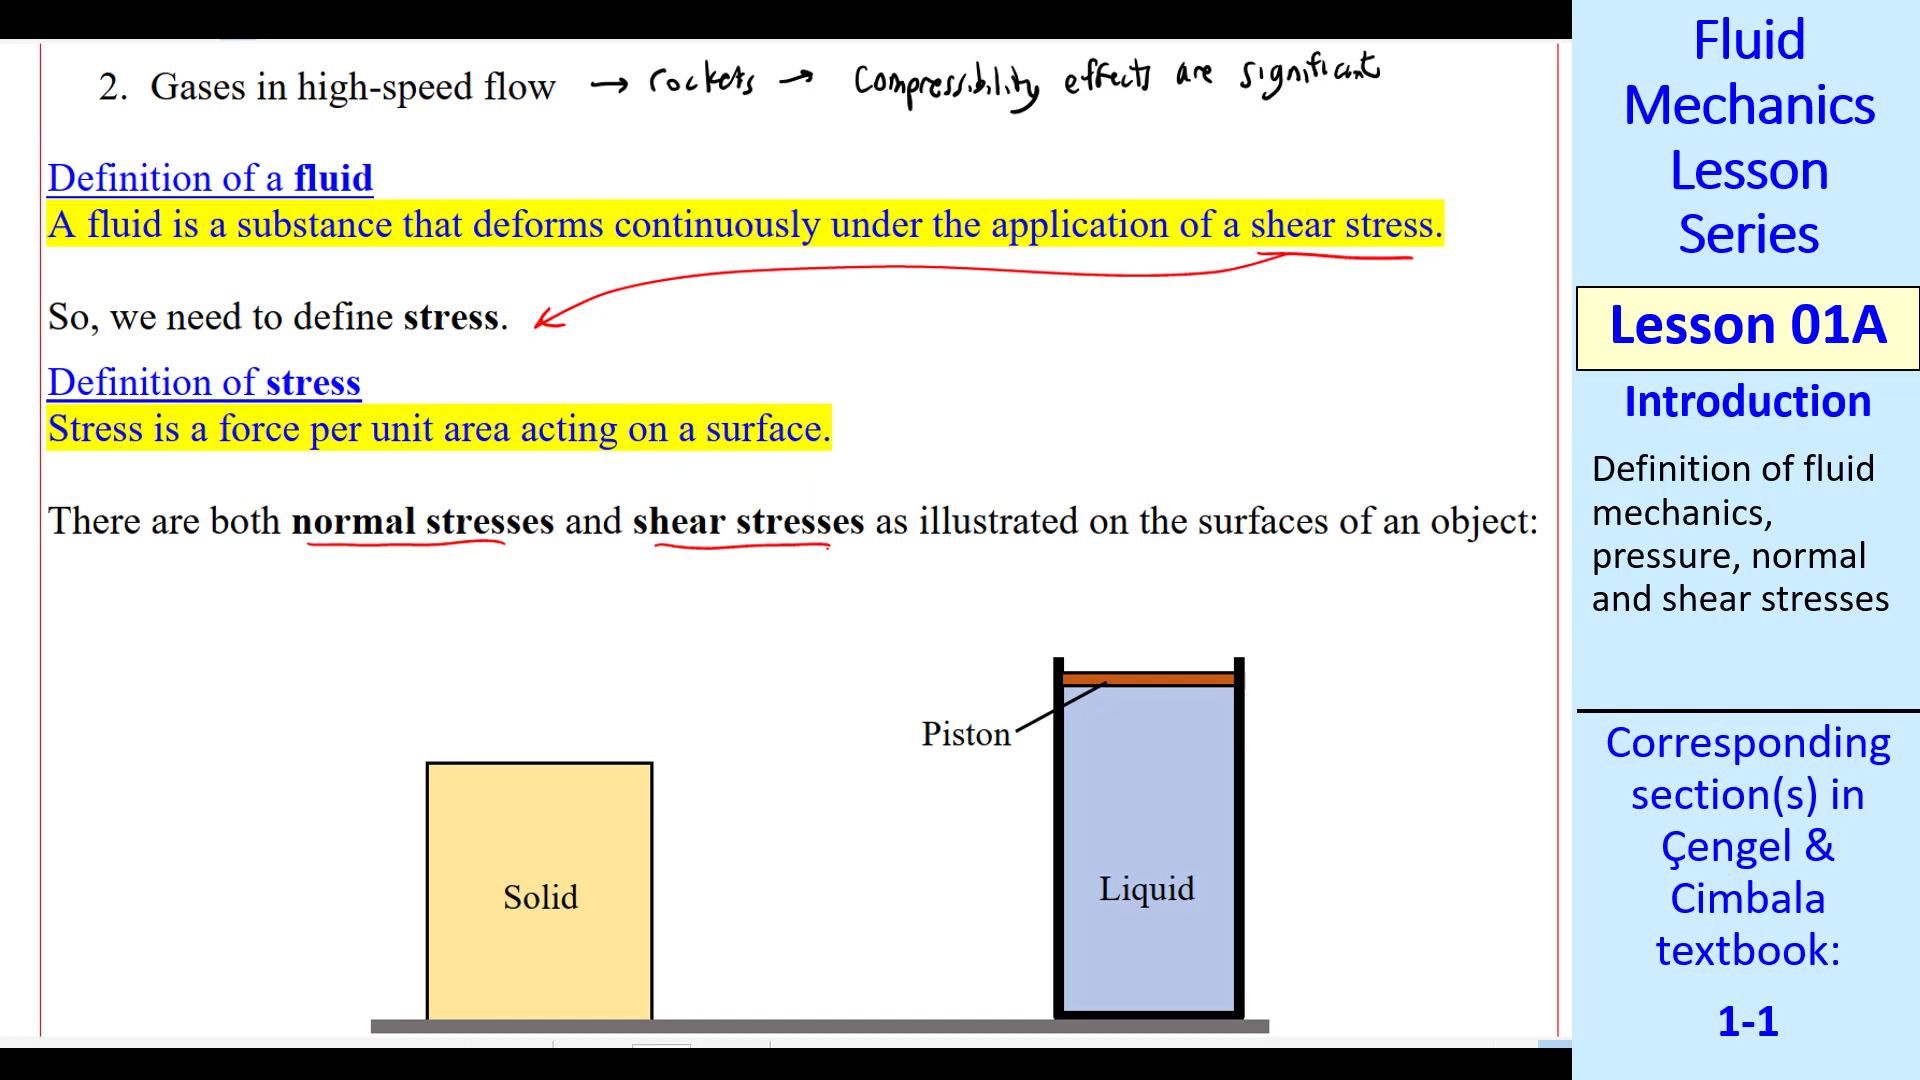 2. Gases in high-speed flow → rockets → Compressibility effects are significant
Definition of a fluid
A fluid is a substance that deforms continuously under the application of a shear stress.
So, we need to define stress.
Definition of stress
Stress is a force per unit area acting on a surface.
There are both normal stresses and shear stresses as illustrated on the surfaces of an object:
Piston
Solid
Liquid
Fluid
Mechanics
Lesson
Series
Lesson 01A
Introduction
Definition of fluid
mechanics,
pressure, normal
and shear stresses
Corresponding
section(s) in
Çengel &
Cimbala
textbook:
1-1